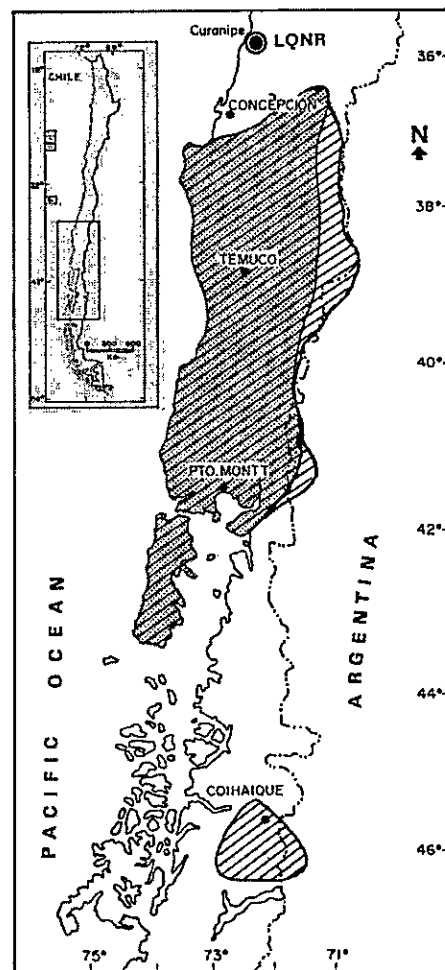 Curanipe LQNR
36°
CHILE
CONCEPCIÓN
N
38°
TEMUCO
40°
PTO. MONTT
42°
PACIFIC OCEAN
ARGENTINA
44°
COIHAIQUE
46°
75° 73° 71°